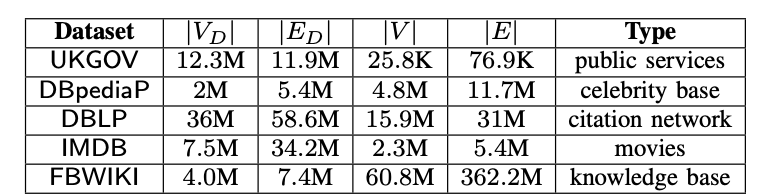 Dataset |V_D| |E_D| |V| |E| Type
UKGOV 12.3M 11.9M 25.8K 76.9K public services
DBpediaP 2M 5.4M 4.8M 11.7M celebrity base
DBLP 36M 58.6M 15.9M 31M citation network
IMDB 7.5M 34.2M 2.3M 5.4M movies
FBWIKI 4.0M 7.4M 60.8M 362.2M knowledge base